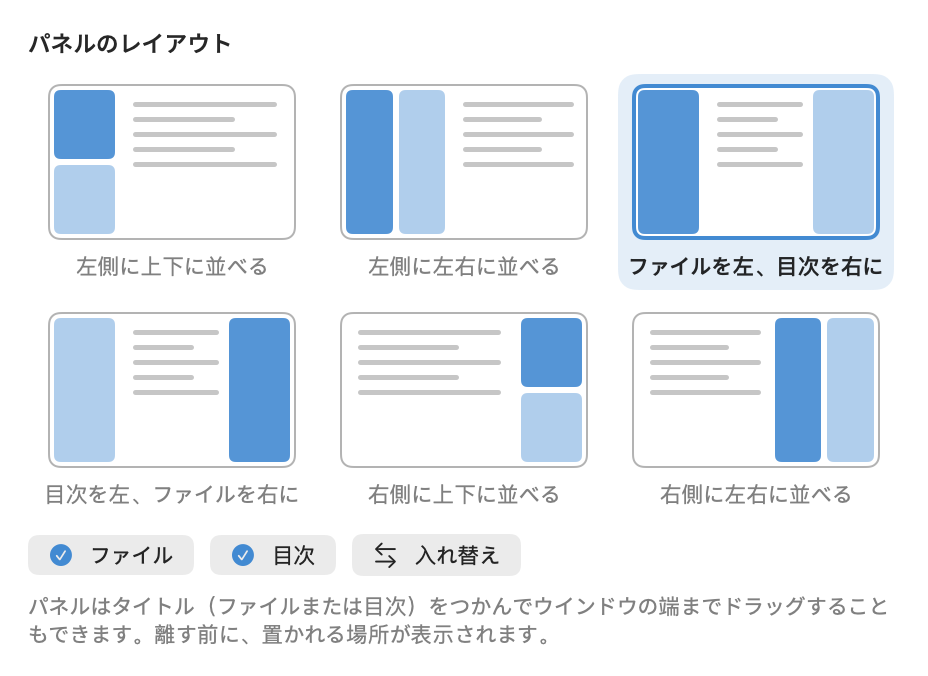 パネルのレイアウト
左側に上下に並べる
左側に左右に並べる
ファイルを左、目次を右に
目次を左、ファイルを右に
右側に上下に並べる
右側に左右に並べる
ファイル
目次
入れ替え
パネルはタイトル（ファイルまたは目次）をつかんでウインドウの端までドラッグすること
もできます。離す前に、置かれる場所が表示されます。